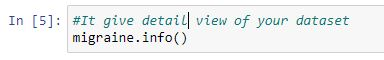 In [5]: #It give detail view of your dataset
migraine.info()